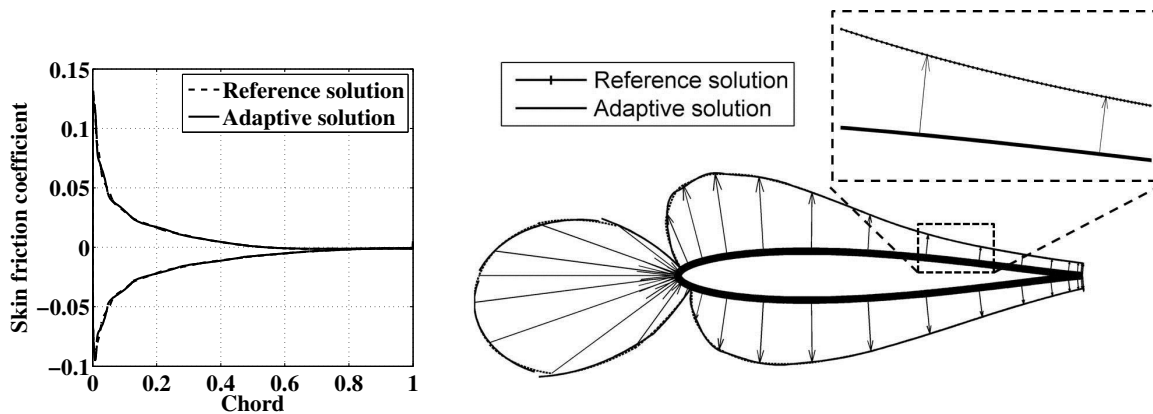 0.15
0.1
0.05
0
−0.05
−0.1
Skin friction coefficient
Reference solution
Adaptive solution
0
0.2
0.4
0.6
0.8
1
Chord
Reference solution
Adaptive solution